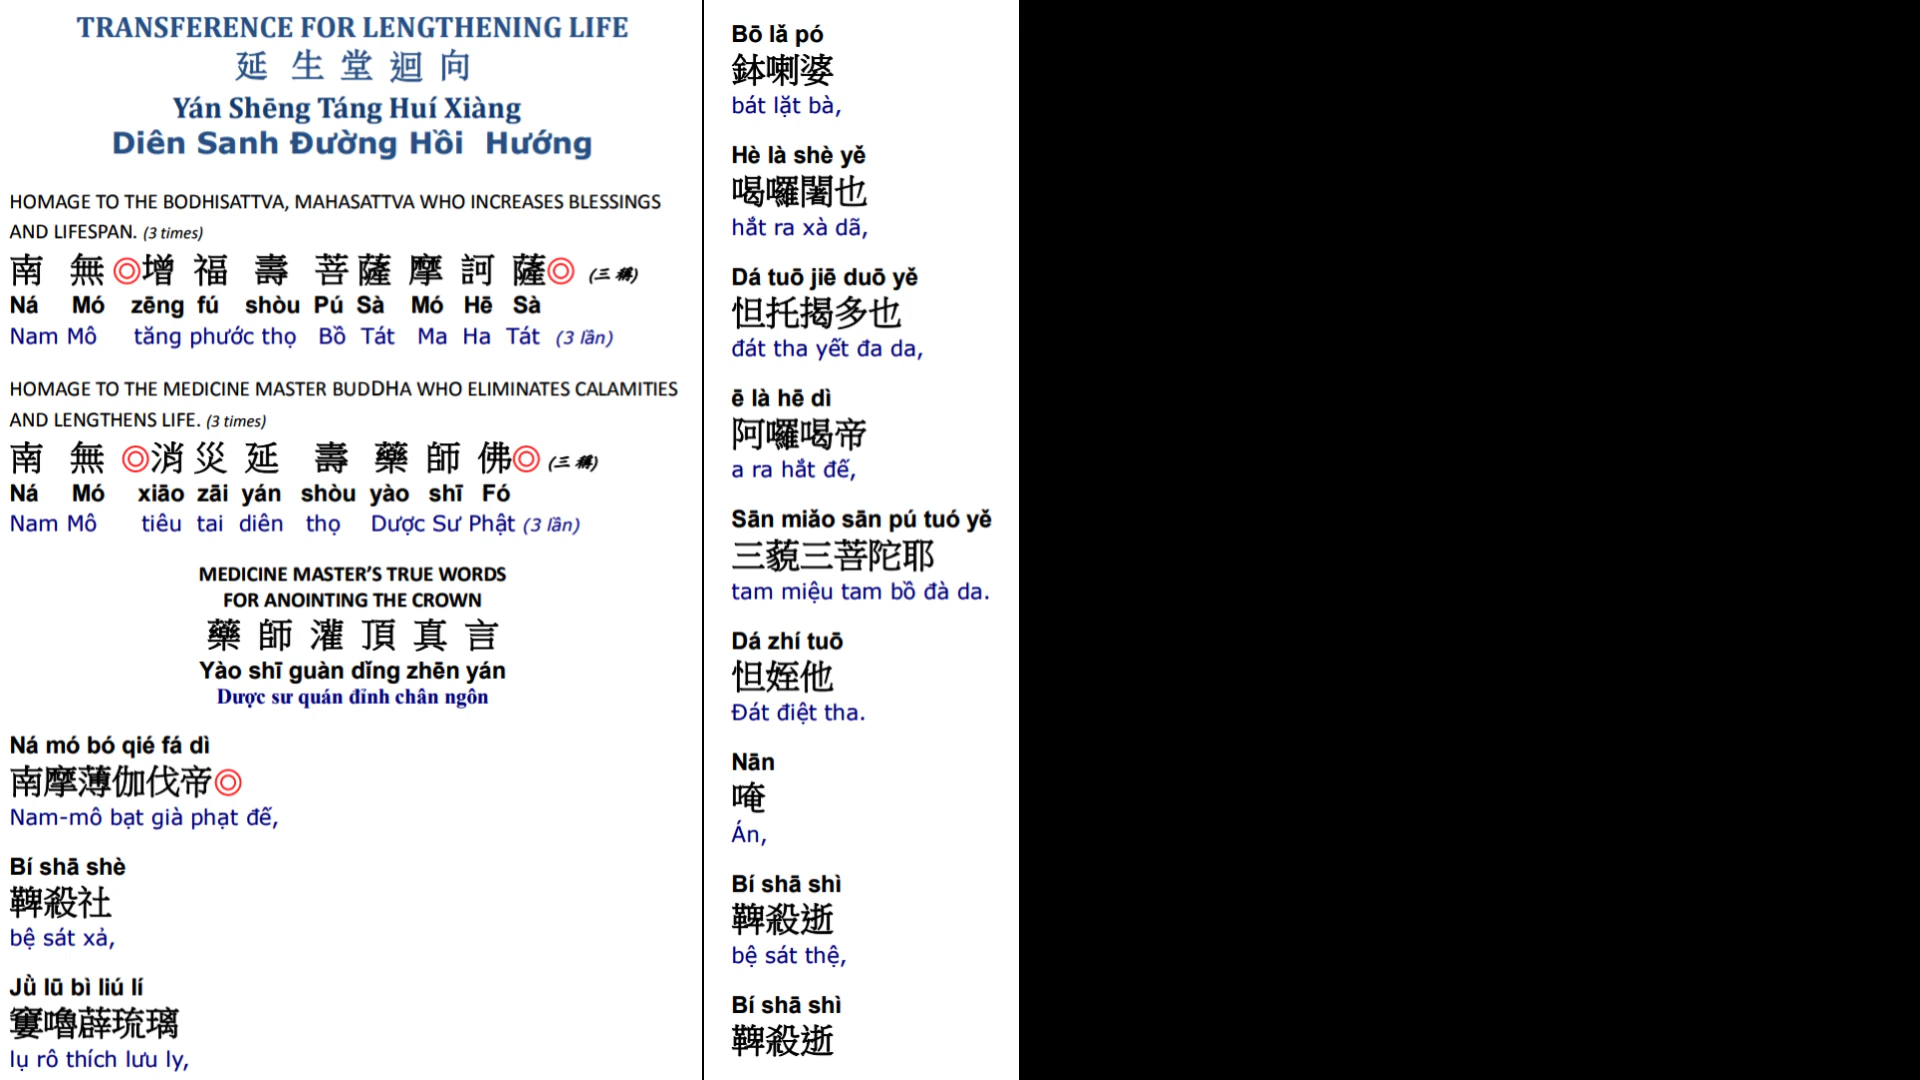 TRANSFERENCE FOR LENGTHENING LIFE
延 生 堂 迴 向
Yán Shēng Táng Huí Xiàng
Diên Sanh Đường Hồi Hướng
HOMAGE TO THE BODHISATTVA, MAHASATTVA WHO INCREASES BLESSINGS
AND LIFESPAN. (3 times)
南 無 ◎增 福 壽 菩 薩 摩 訶 薩◎ (三 稱)
Ná Mó zēng fú shòu Pú Sà Mó Hē Sà
Nam Mô tăng phước thọ Bồ Tát Ma Ha Tát (3 lần)
HOMAGE TO THE MEDICINE MASTER BUDDHA WHO ELIMINATES CALAMITIES
AND LENGTHENS LIFE. (3 times)
南 無 ◎消 災 延 壽 藥 師 佛◎ (三 稱)
Ná Mó xiāo zāi yán shòu yào shī Fó
Nam Mô tiêu tai diên thọ Dược Sư Phật (3 lần)
MEDICINE MASTER'S TRUE WORDS
FOR ANOINTING THE CROWN
藥 師 灌 頂 真 言
Yào shī guàn dǐng zhēn yán
Dược sư quán đỉnh chân ngôn
Ná mó bó qié fá dì
南摩薄伽伐帝◎
Nam-mô bạt già phạt đế,
Bí shā shè
鞞殺社
bệ sát xả,
Jǜ lū bì liú lí
窶嚕薜琉璃
lụ rô thích lưu ly,
Bō lǎ pó
鉢喇婆
bát lặt bà,
Hè là shè yě
喝囉闍也
hắt ra xà dã,
Dá tuō jiē duō yě
怛托揭多也
đát tha yết đa da,
ē là hē dì
阿囉喝帝
a ra hắt đế,
Sān miǎo sān pú tuó yě
三藐三菩陀耶
tam miệu tam bồ đà da.
Dá zhí tuō
怛姪他
Đát điệt tha.
Nān
唵
Án,
Bí shā shì
鞞殺逝
bệ sát thệ,
Bí shā shì
鞞殺逝